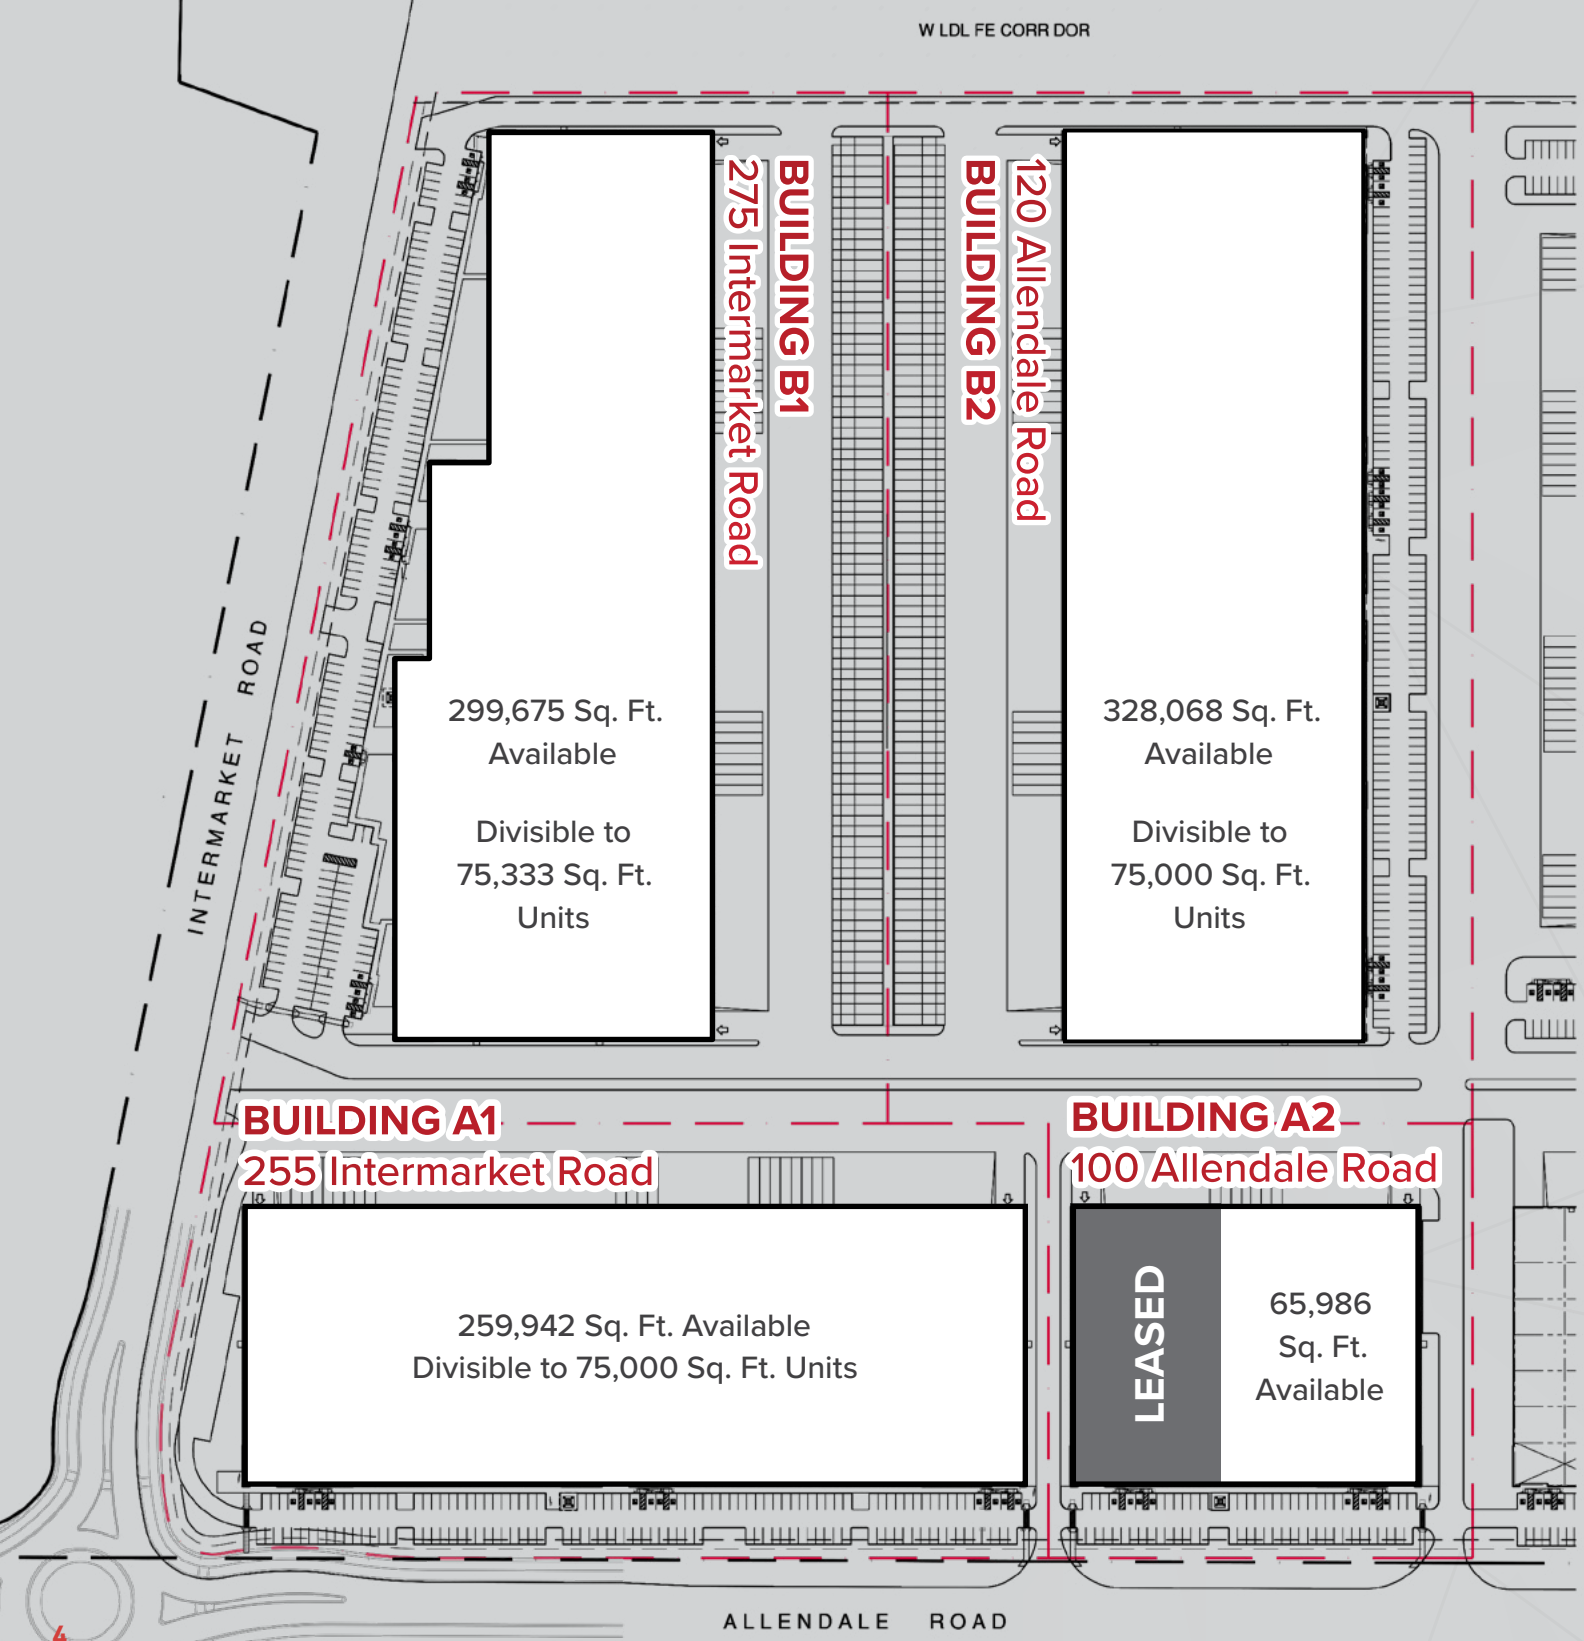 W LDL FE CORR DOR
BUILDING B1
275 Intermarket Road
BUILDING B2
120 Allendale Road
INTERMARKET ROAD
299,675 Sq. Ft.
Available
Divisible to
75,333 Sq. Ft.
Units
328,068 Sq. Ft.
Available
Divisible to
75,000 Sq. Ft.
Units
BUILDING A1
255 Intermarket Road
BUILDING A2
100 Allendale Road
259,942 Sq. Ft. Available
Divisible to 75,000 Sq. Ft. Units
LEASED
65,986
Sq. Ft.
Available
ALLENDALE ROAD
4